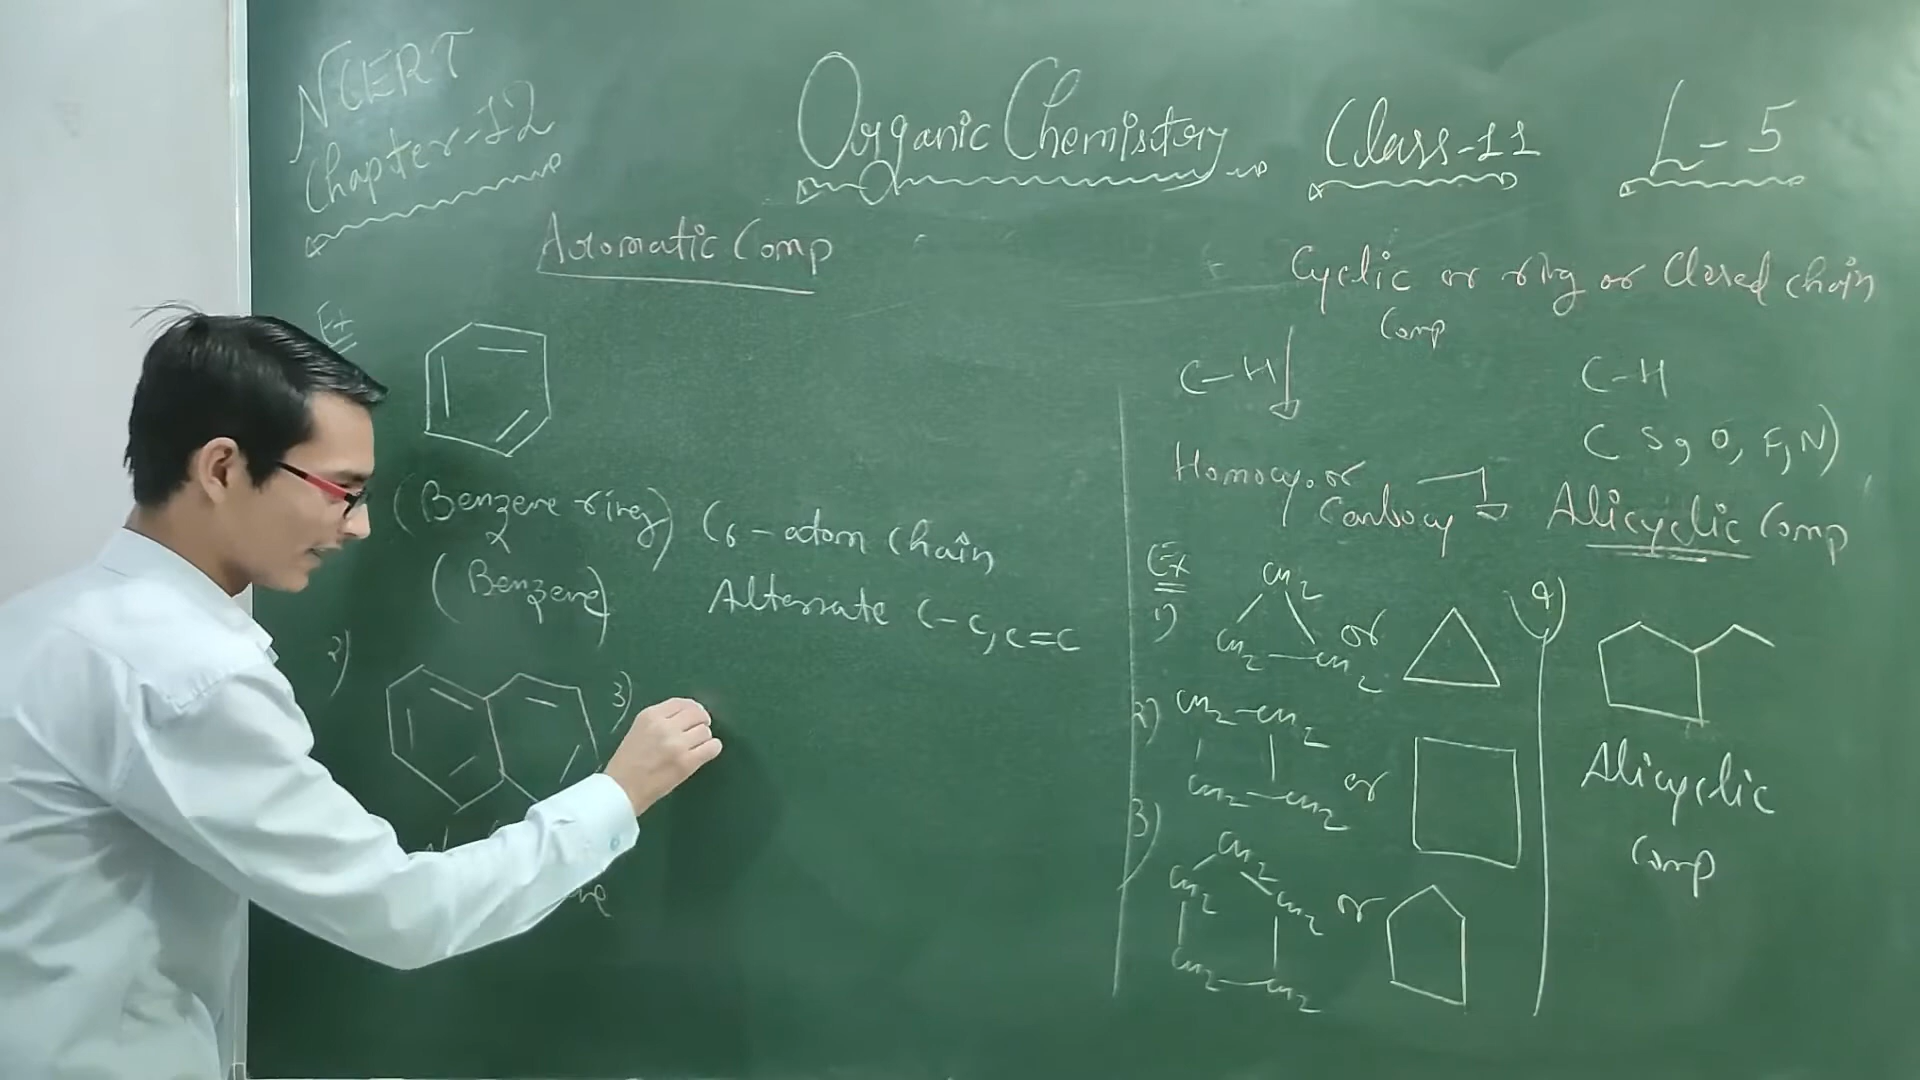 NCERT
Chapter-12
Organic Chemistry Class-11 L-5
Aromatic Comp
Ex
(Benzene ring)
(Benzene)
C6-atom chain
Alternate C-C, C=C
2)
3)
ne
Cyclic or ring or Closed chain
Comp
C-H
Homocy. or
Carbocy
C-H
C S, O, F, N)
Alicyclic Comp
Ex
1) CH2
CH2 - CH2 or
2) CH2-CH2
CH2-CH2 or
3) CH2
CH2 CH2 or
CH2-CH2
4)
Alicyclic
Comp